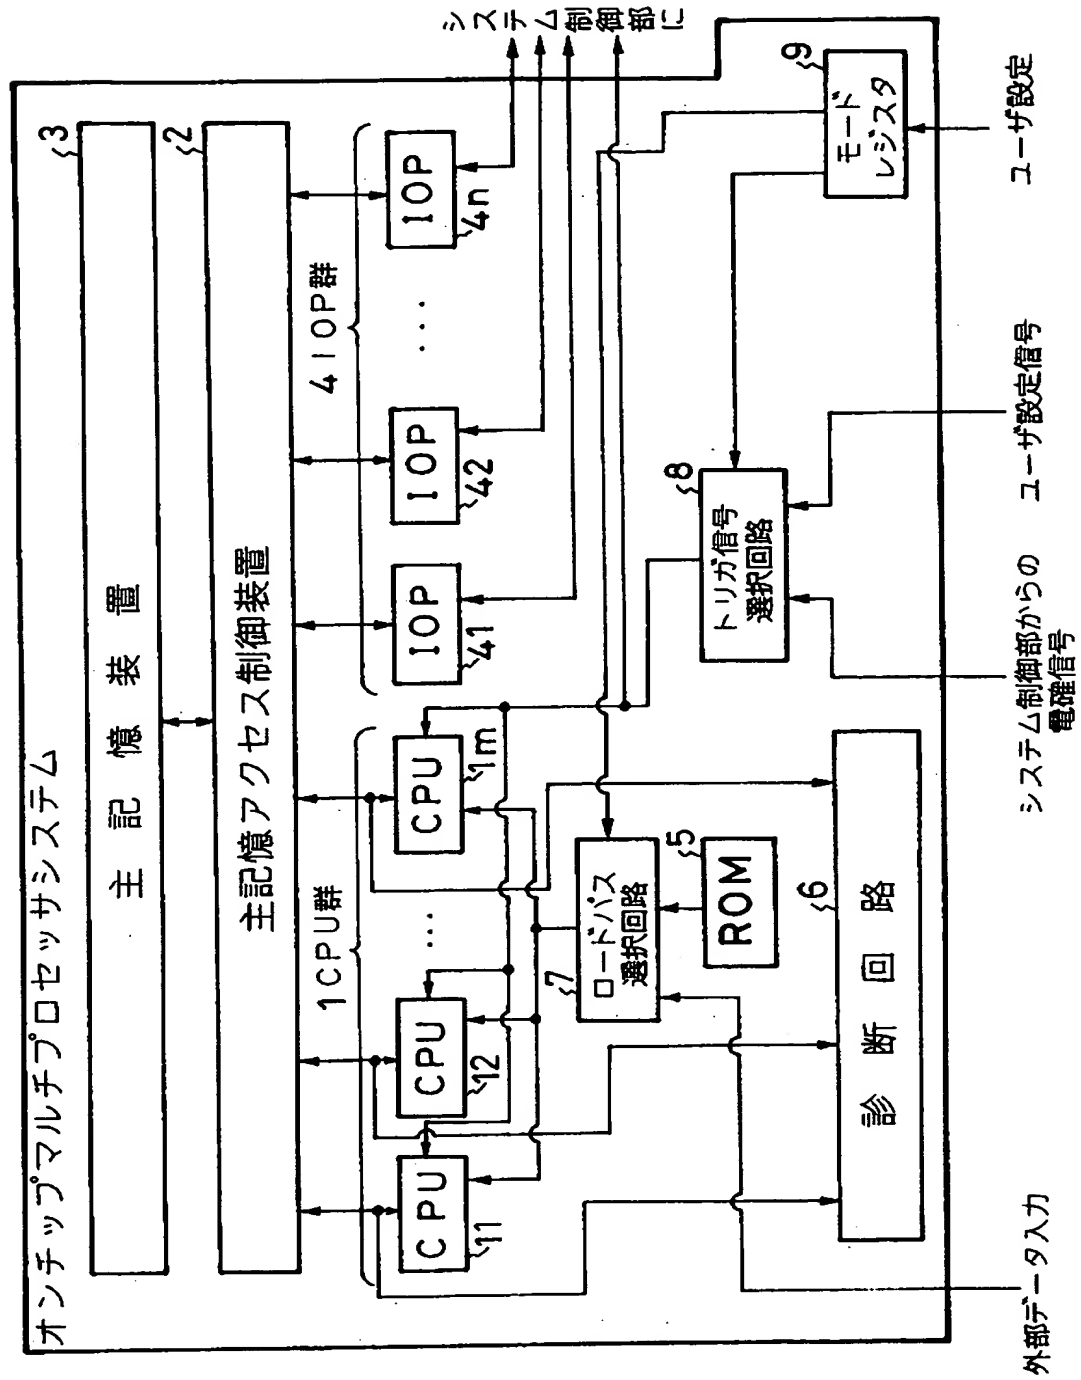 オンチップマルチプロセッサシステム
3
主記憶装置
2
主記憶アクセス制御装置
1CPU群
4IOP群
CPU
11
CPU
12
...
CPU
1m
IOP
41
IOP
42
...
IOP
4n
システム制御部に
7
ロードパス
選択回路
5
ROM
8
トリガ信号
選択回路
9
モード
レジスタ
6
診断回路
外部データ入力
システム制御部からの
電確信号
ユーザ設定信号
ユーザ設定